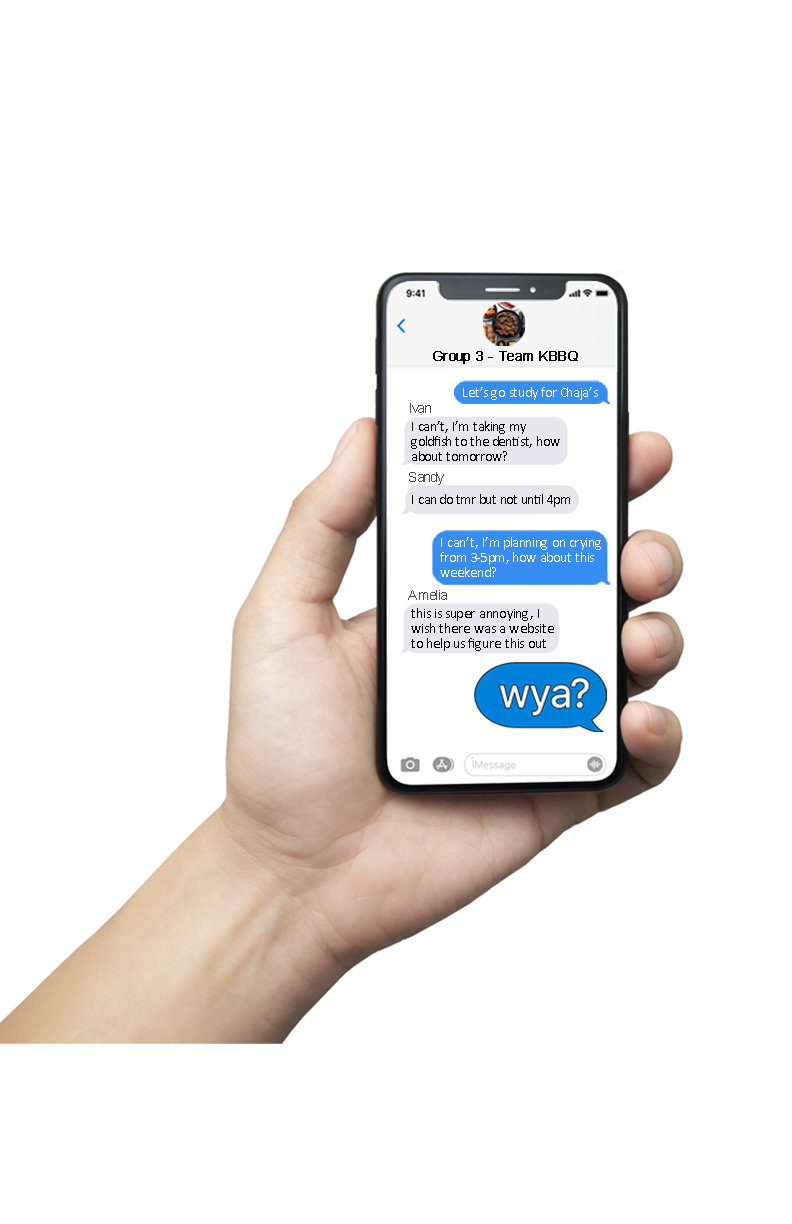 9:41
Group 3 - Team KBBQ
Let's go study for Chaja's
Ivan
I can't, I'm taking my
goldfish to the dentist, how
about tomorrow?
Sandy
I can do tmr but not until 4pm
I can't, I'm planning on crying
from 3-5pm, how about this
weekend?
Amelia
this is super annoying, I
wish there was a website
to help us figure this out
wya?
iMessage